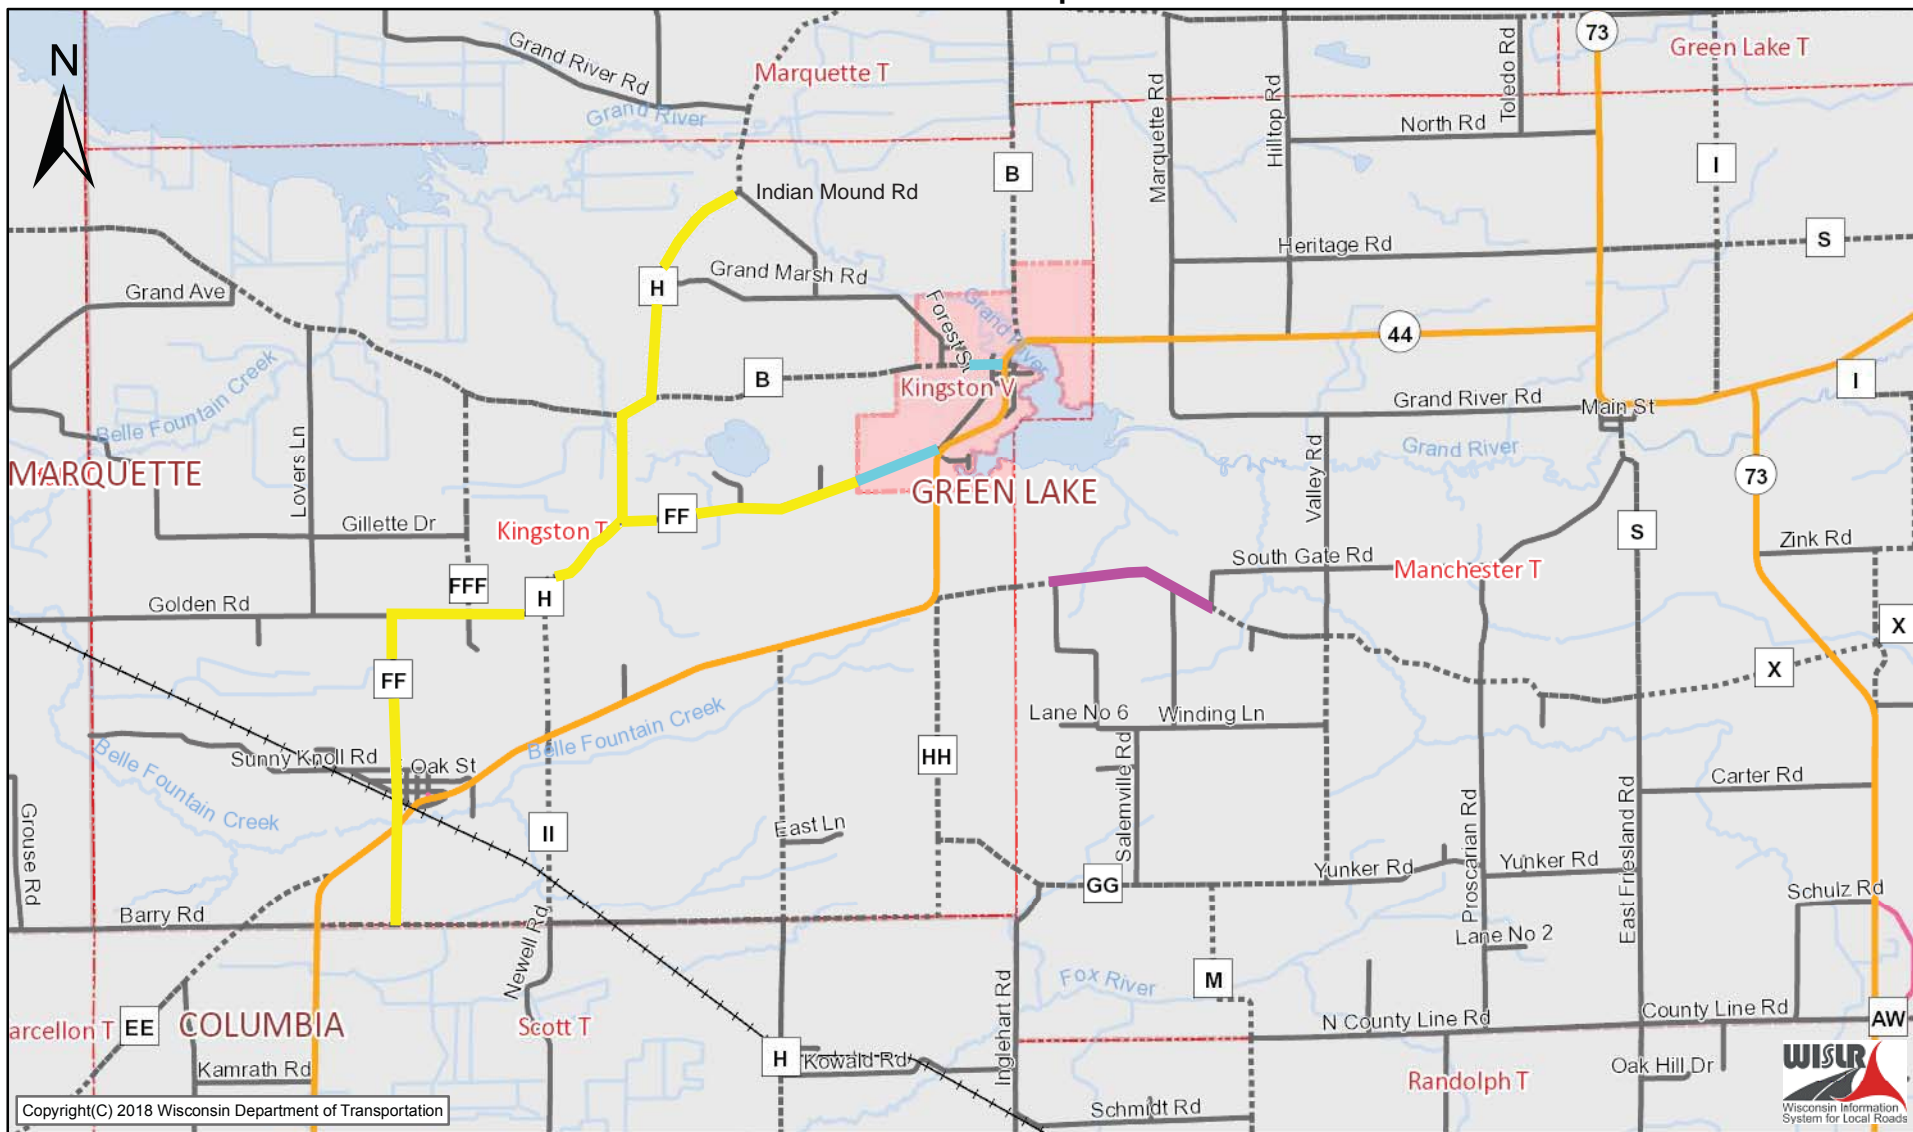 N
Grand River Rd
Marquette T
Grand River
73
Green Lake T
Toledo Rd
Marquette Rd
Hilltop Rd
North Rd
B
I
Indian Mound Rd
Heritage Rd
S
Grand Ave
H
Grand Marsh Rd
Forest St
Grand River
44
Belle Fountain Creek
B
Kingston V
Grand River Rd
Main St
I
MARQUETTE
Lovers Ln
Valley Rd
Grand River
73
GREEN LAKE
Gillette Dr
Kingston T
FF
S
Zink Rd
South Gate Rd
Manchester T
FFF
H
Golden Rd
X
FF
X
Belle Fountain Creek
Lane No 6
Winding Ln
Sunny Knoll Rd
Oak St
Belle Fountain Creek
HH
Salemville Rd
Carter Rd
Grouse Rd
II
East Ln
Proscarian Rd
East Friesland Rd
GG
Yunker Rd
Yunker Rd
Schulz Rd
Barry Rd
Newell Rd
Lane No 2
Fox River
M
Inglehart Rd
arcellon T
EE
COLUMBIA
Scott T
N County Line Rd
County Line Rd
AW
H
Kowald Rd
Kamrath Rd
Randolph T
Oak Hill Dr
Schmidt Rd
WISLR
Wisconsin Information
System for Local Roads
Copyright(C) 2018 Wisconsin Department of Transportation